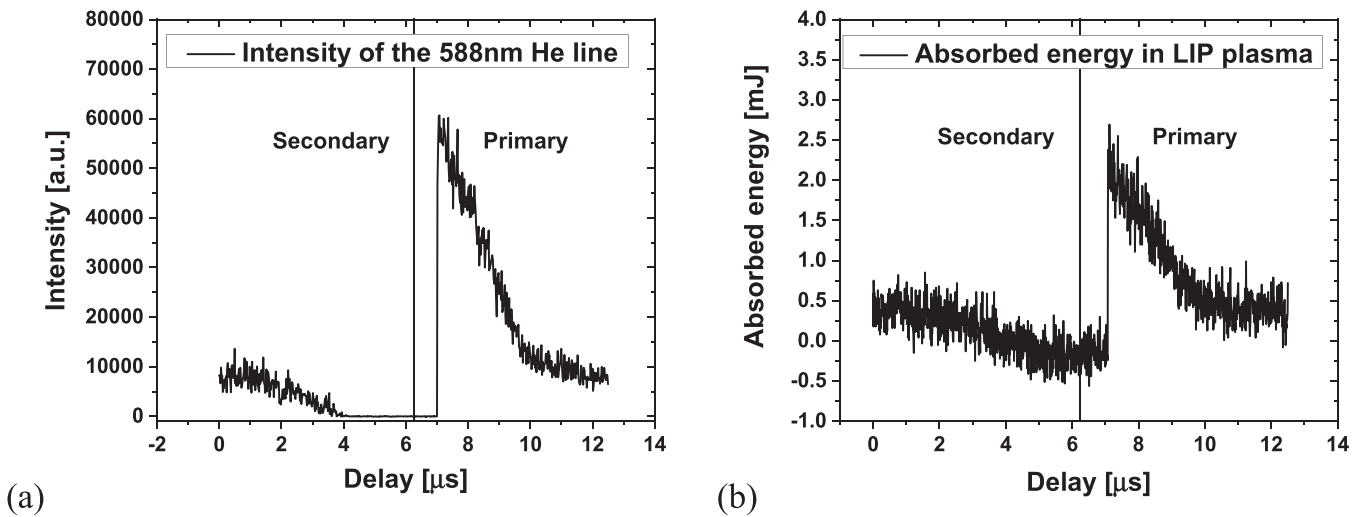 80000
70000
60000
50000
40000
30000
20000
10000
0
Intensity [a.u.]
Intensity of the 588nm He line
Secondary
Primary
-2 0 2 4 6 8 10 12 14
Delay [μs]
(a)
4.0
3.5
3.0
2.5
2.0
1.5
1.0
0.5
0.0
-0.5
-1.0
Absorbed energy [mJ]
Absorbed energy in LIP plasma
Secondary
Primary
0 2 4 6 8 10 12 14
Delay [μs]
(b)